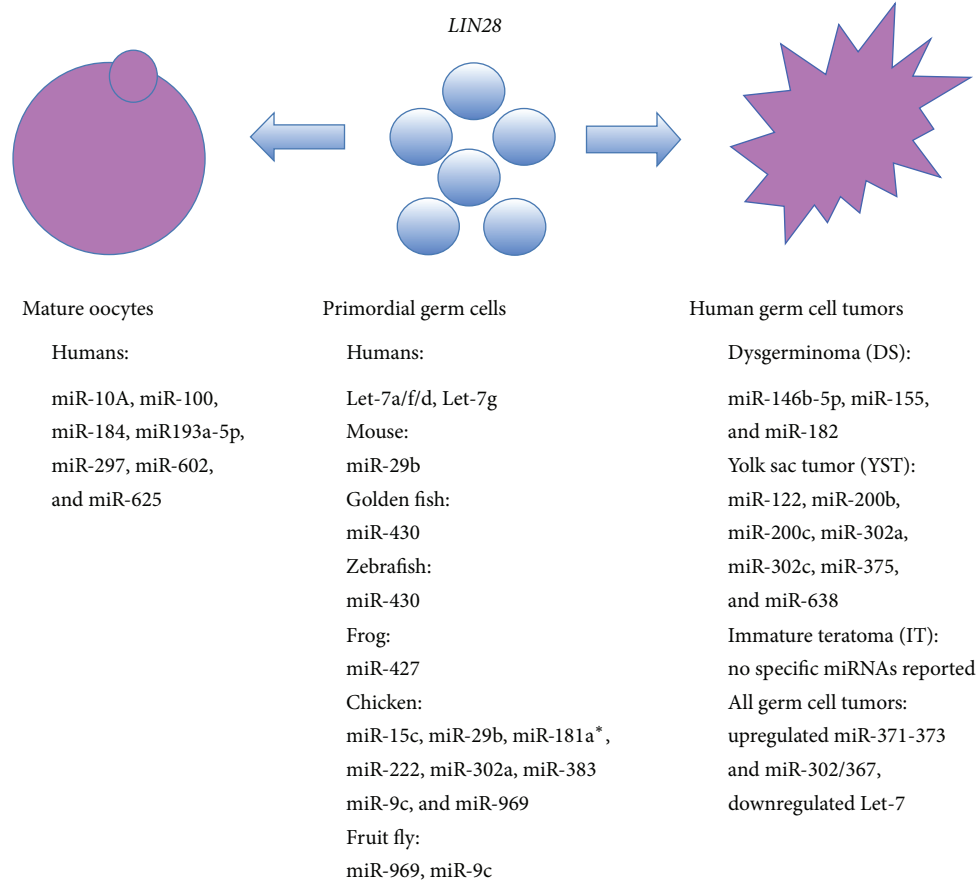 LIN28
Mature oocytes
Humans:
miR-10A, miR-100,
miR-184, miR193a-5p,
miR-297, miR-602,
and miR-625
Primordial germ cells
Humans:
Let-7a/f/d, Let-7g
Mouse:
miR-29b
Golden fish:
miR-430
Zebrafish:
miR-430
Frog:
miR-427
Chicken:
miR-15c, miR-29b, miR-181a*,
miR-222, miR-302a, miR-383
miR-9c, and miR-969
Fruit fly:
miR-969, miR-9c
Human germ cell tumors
Dysgerminoma (DS):
miR-146b-5p, miR-155,
and miR-182
Yolk sac tumor (YST):
miR-122, miR-200b,
miR-200c, miR-302a,
miR-302c, miR-375,
and miR-638
Immature teratoma (IT):
no specific miRNAs reported
All germ cell tumors:
upregulated miR-371-373
and miR-302/367,
downregulated Let-7